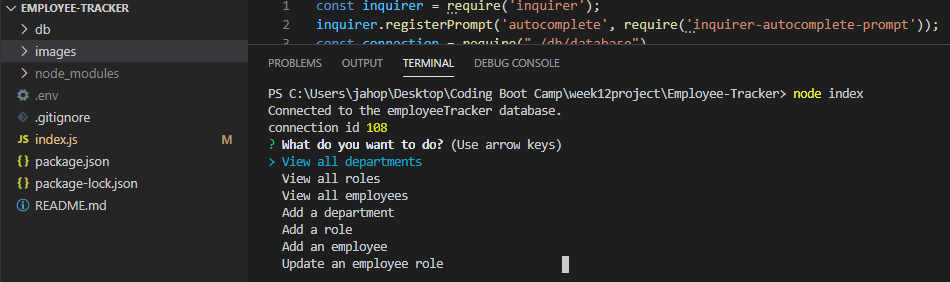 EMPLOYEE-TRACKER
db
images
node_modules
.env
.gitignore
JS index.js M
{ } package.json
{ } package-lock.json
README.md
1 const inquirer = require('inquirer');
2 inquirer.registerPrompt('autocomplete', require('inquirer-autocomplete-prompt'));
3 const connection = require("./db/database")
PROBLEMS OUTPUT TERMINAL DEBUG CONSOLE
PS C:\Users\jahop\Desktop\Coding Boot Camp\week12project\Employee-Tracker> node index
Connected to the employeeTracker database.
connection id 108
? What do you want to do? (Use arrow keys)
> View all departments
View all roles
View all employees
Add a department
Add a role
Add an employee
Update an employee role